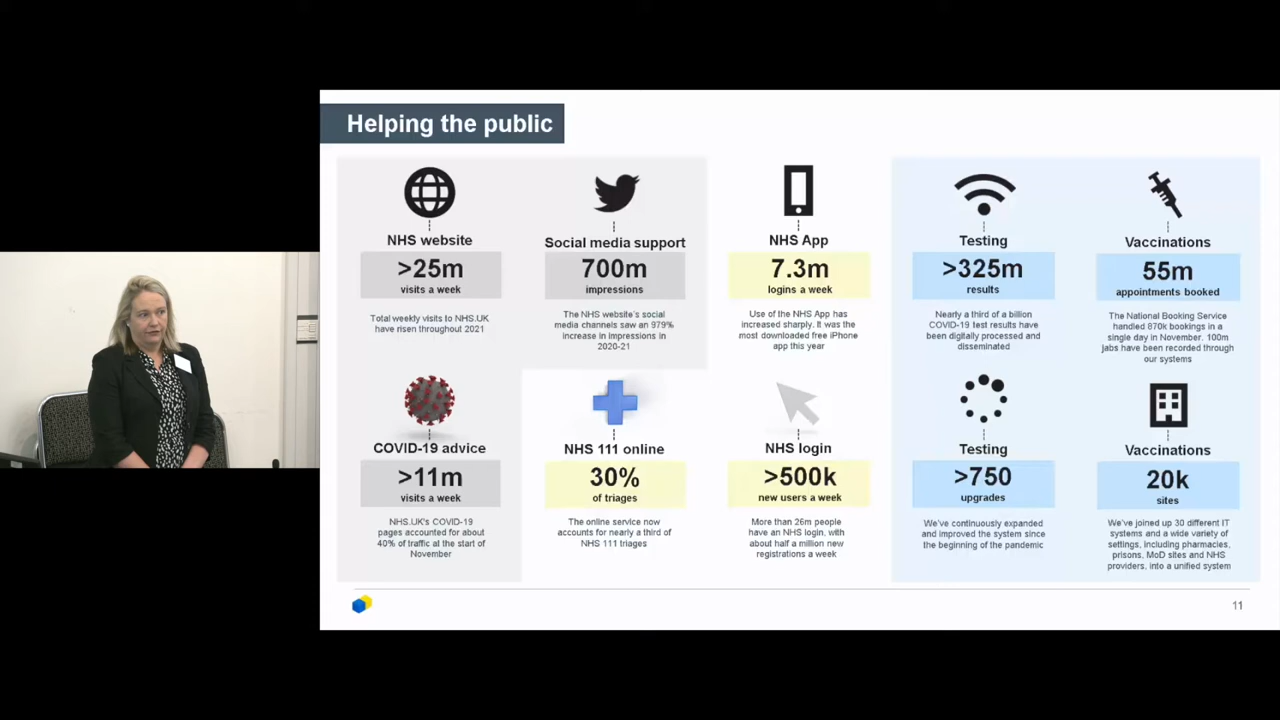 Helping the public
NHS website
>25m
visits a week
Total weekly visits to NHS.UK
have risen throughout 2021
Social media support
700m
impressions
The NHS website's social
media channels saw an 979%
increase in impressions in
2020-21
NHS App
7.3m
logins a week
Use of the NHS App has
increased sharply. It was the
most downloaded free iPhone
app this year
Testing
>325m
results
Nearly a third of a billion
COVID-19 test results have
been digitally processed and
disseminated
Vaccinations
55m
appointments booked
The National Booking Service
handled 870k bookings in a
single day in November. 100m
jabs have been recorded through
our systems
COVID-19 advice
>11m
visits a week
NHS.UK's COVID-19
pages accounted for about
40% of traffic at the start of
November
NHS 111 online
30%
of triages
The online service now
accounts for nearly a third of
NHS 111 triages
NHS login
>500k
new users a week
More than 26m people
have an NHS login, with
about half a million new
registrations a week
Testing
>750
upgrades
We've continuously expanded
and improved the system since
the beginning of the pandemic
Vaccinations
20k
sites
We've joined up 30 different IT
systems and a wide variety of
settings, including pharmacies,
prisons, MoD sites and NHS
providers, into a unified system
11